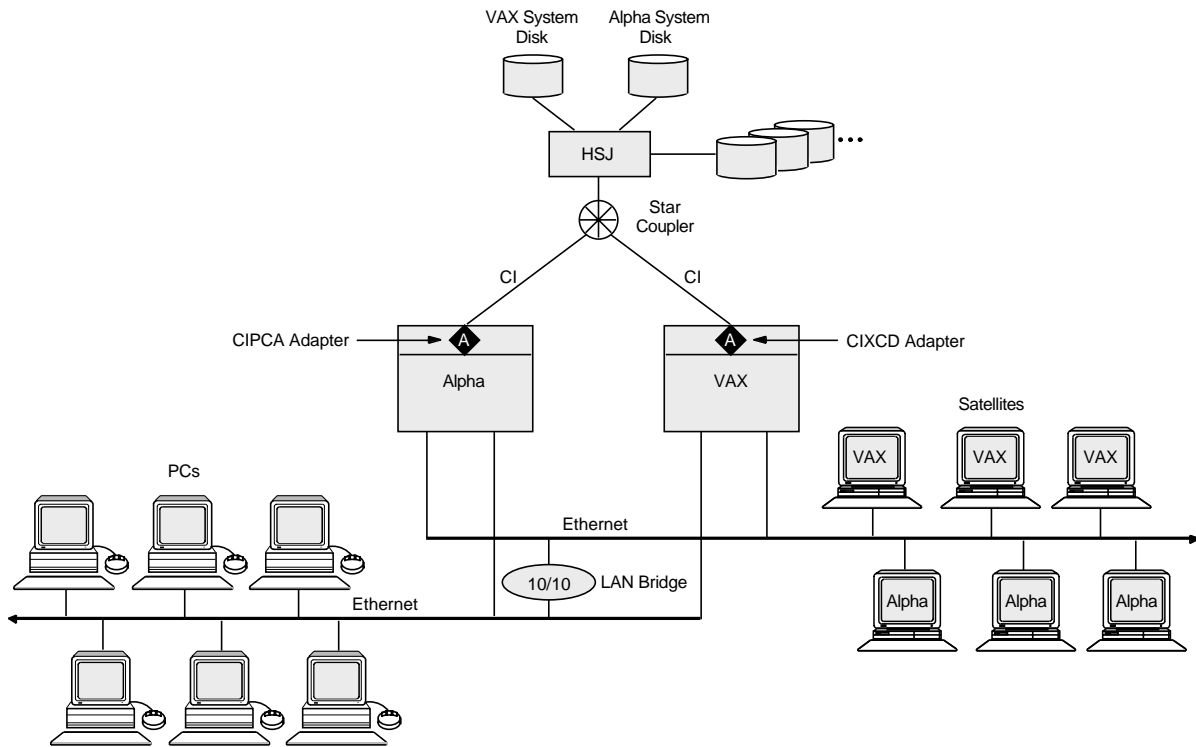 VAX System
Disk
Alpha System
Disk
HSJ
Star
Coupler
CI
CI
CIPCA Adapter
A
A
CIXCD Adapter
Alpha
VAX
Satellites
VAX
VAX
VAX
PCs
Ethernet
10/10
LAN Bridge
Alpha
Alpha
Alpha
Ethernet